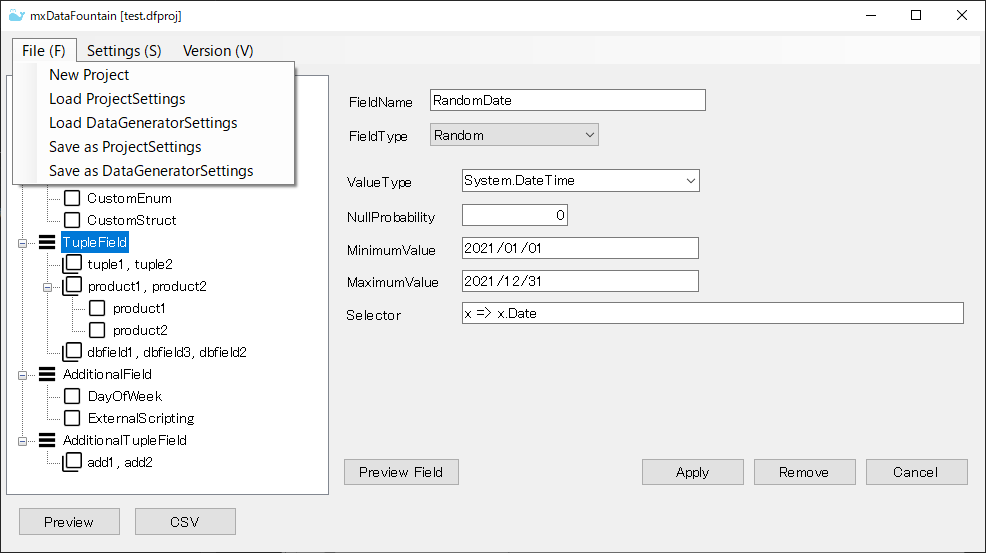 mxDataFountain [test.dfproj]
File (F) Settings (S) Version (V)
New Project
Load ProjectSettings
Load DataGeneratorSettings
Save as ProjectSettings
Save as DataGeneratorSettings
CustomEnum
CustomStruct
TupleField
tuple1 , tuple2
product1 , product2
product1
product2
dbfield1 , dbfield3, dbfield2
AdditionalField
DayOfWeek
ExternalScripting
AdditionalTupleField
add1 , add2
FieldName RandomDate
FieldType Random
ValueType System.DateTime
NullProbability 0
MinimumValue 2021/01/01
MaximumValue 2021/12/31
Selector x => x.Date
Preview Field Apply Remove Cancel
Preview CSV